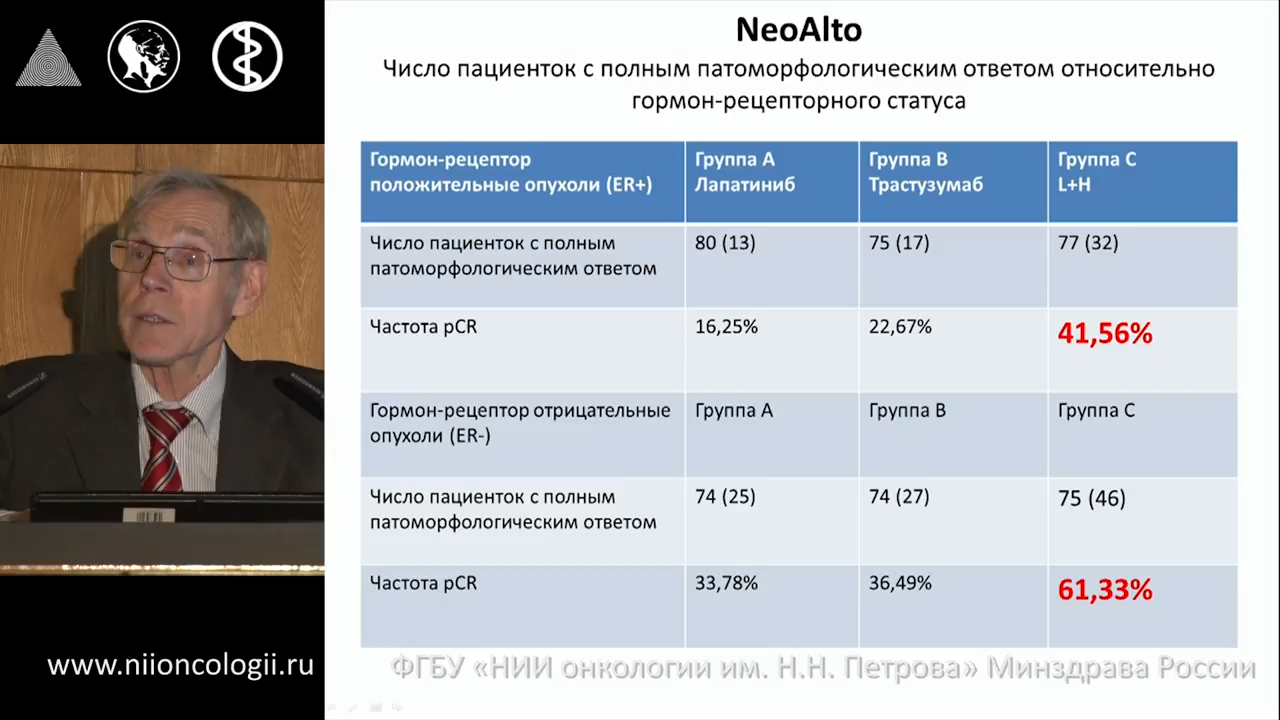 NeoAlto
Число пациенток с полным патоморфологическим ответом относительно
гормон-рецепторного статуса
Гормон-рецептор
положительные опухоли (ER+)
Группа А
Лапатиниб
Группа В
Трастузумаб
Группа С
L+H
Число пациенток с полным
патоморфологическим ответом
80 (13)
75 (17)
77 (32)
Частота pCR
16,25%
22,67%
41,56%
Гормон-рецептор отрицательные
опухоли (ER-)
Группа А
Группа В
Группа С
Число пациенток с полным
патоморфологическим ответом
74 (25)
74 (27)
75 (46)
Частота pCR
33,78%
36,49%
61,33%
www.niioncologii.ru
ФГБУ «НИИ онкологии им. Н.Н. Петрова» Минздрава России